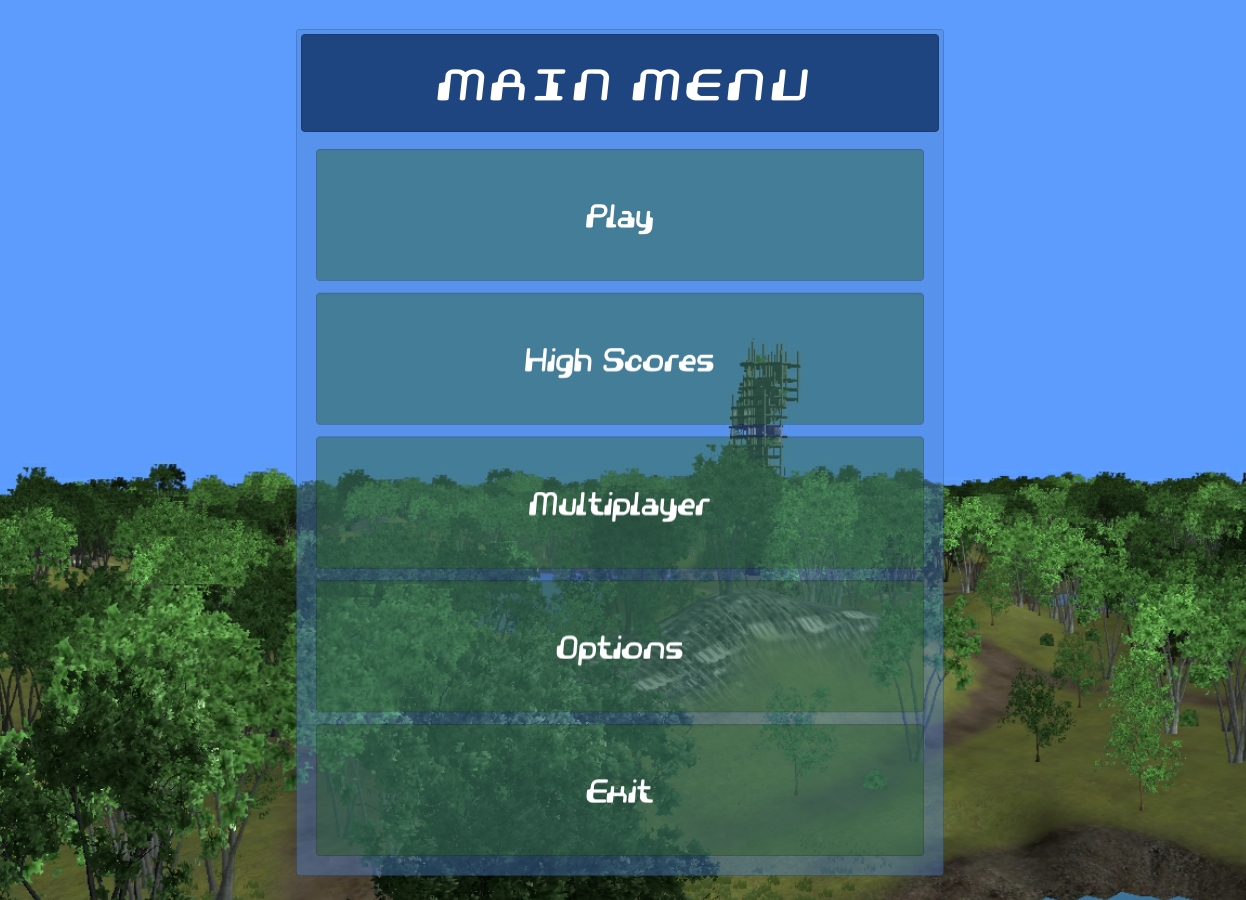 MAIN MENU
Play
High Scores
Multiplayer
Options
Exit